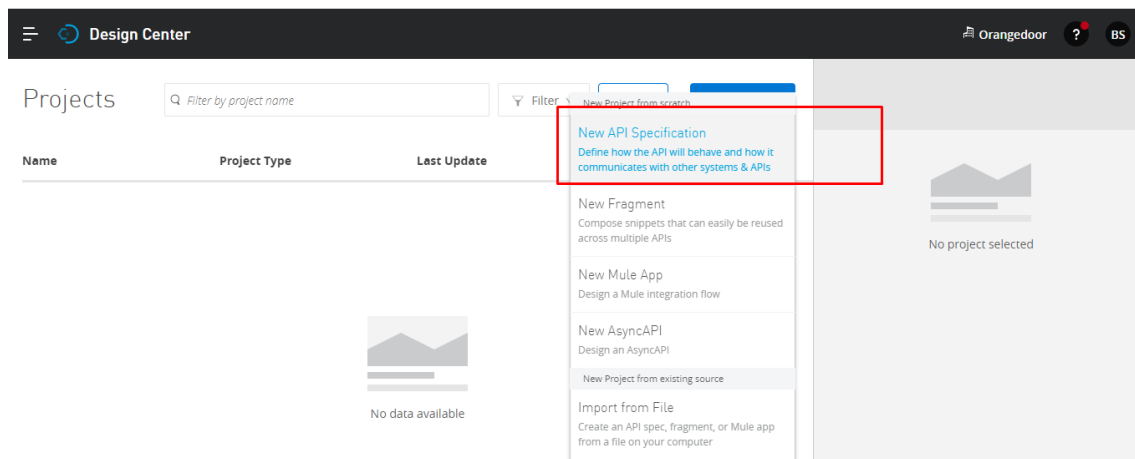 Design Center
Orangedoor
?
BS
Projects
Filter by project name
Filter
New Project from scratch
New API Specification
Define how the API will behave and how it
communicates with other systems & APIs
Name
Project Type
Last Update
New Fragment
Compose snippets that can easily be reused
across multiple APIs
No project selected
New Mule App
Design a Mule integration flow
New AsyncAPI
Design an AsyncAPI
New Project from existing source
No data available
Import from File
Create an API spec, fragment, or Mule app
from a file on your computer